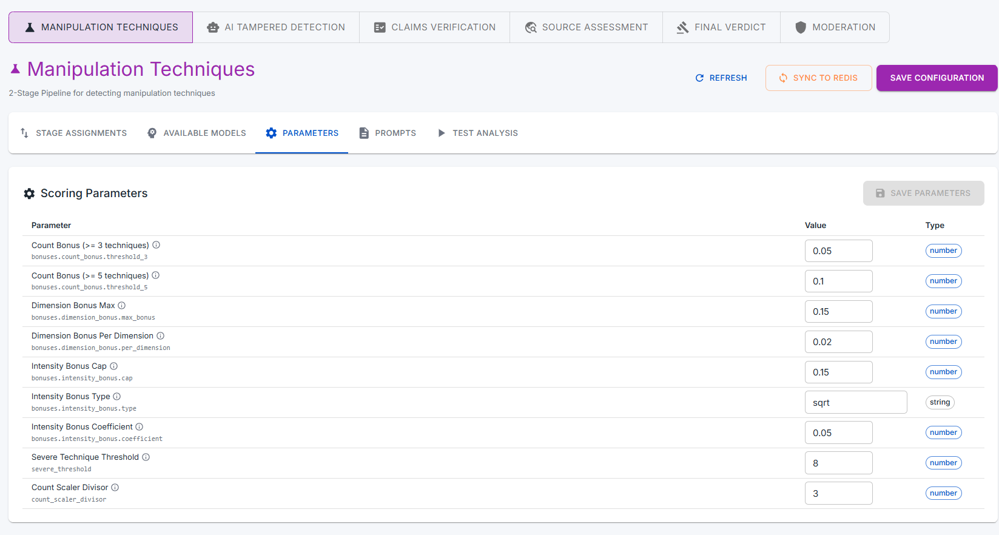 MANIPULATION TECHNIQUES
AI TAMPERED DETECTION
CLAIMS VERIFICATION
SOURCE ASSESSMENT
FINAL VERDICT
MODERATION
Manipulation Techniques
2-Stage Pipeline for detecting manipulation techniques
REFRESH
SYNC TO REDIS
SAVE CONFIGURATION
STAGE ASSIGNMENTS
AVAILABLE MODELS
PARAMETERS
PROMPTS
TEST ANALYSIS
Scoring Parameters
SAVE PARAMETERS
Parameter Value Type
Count Bonus (>= 3 techniques)
bonuses.count_bonus.threshold_3
0.05
number
Count Bonus (>= 5 techniques)
bonuses.count_bonus.threshold_5
0.1
number
Dimension Bonus Max
bonuses.dimension_bonus.max_bonus
0.15
number
Dimension Bonus Per Dimension
bonuses.dimension_bonus.per_dimension
0.02
number
Intensity Bonus Cap
bonuses.intensity_bonus.cap
0.15
number
Intensity Bonus Type
bonuses.intensity_bonus.type
sqrt
string
Intensity Bonus Coefficient
bonuses.intensity_bonus.coefficient
0.05
number
Severe Technique Threshold
severe_threshold
8
number
Count Scaler Divisor
count_scaler_divisor
3
number